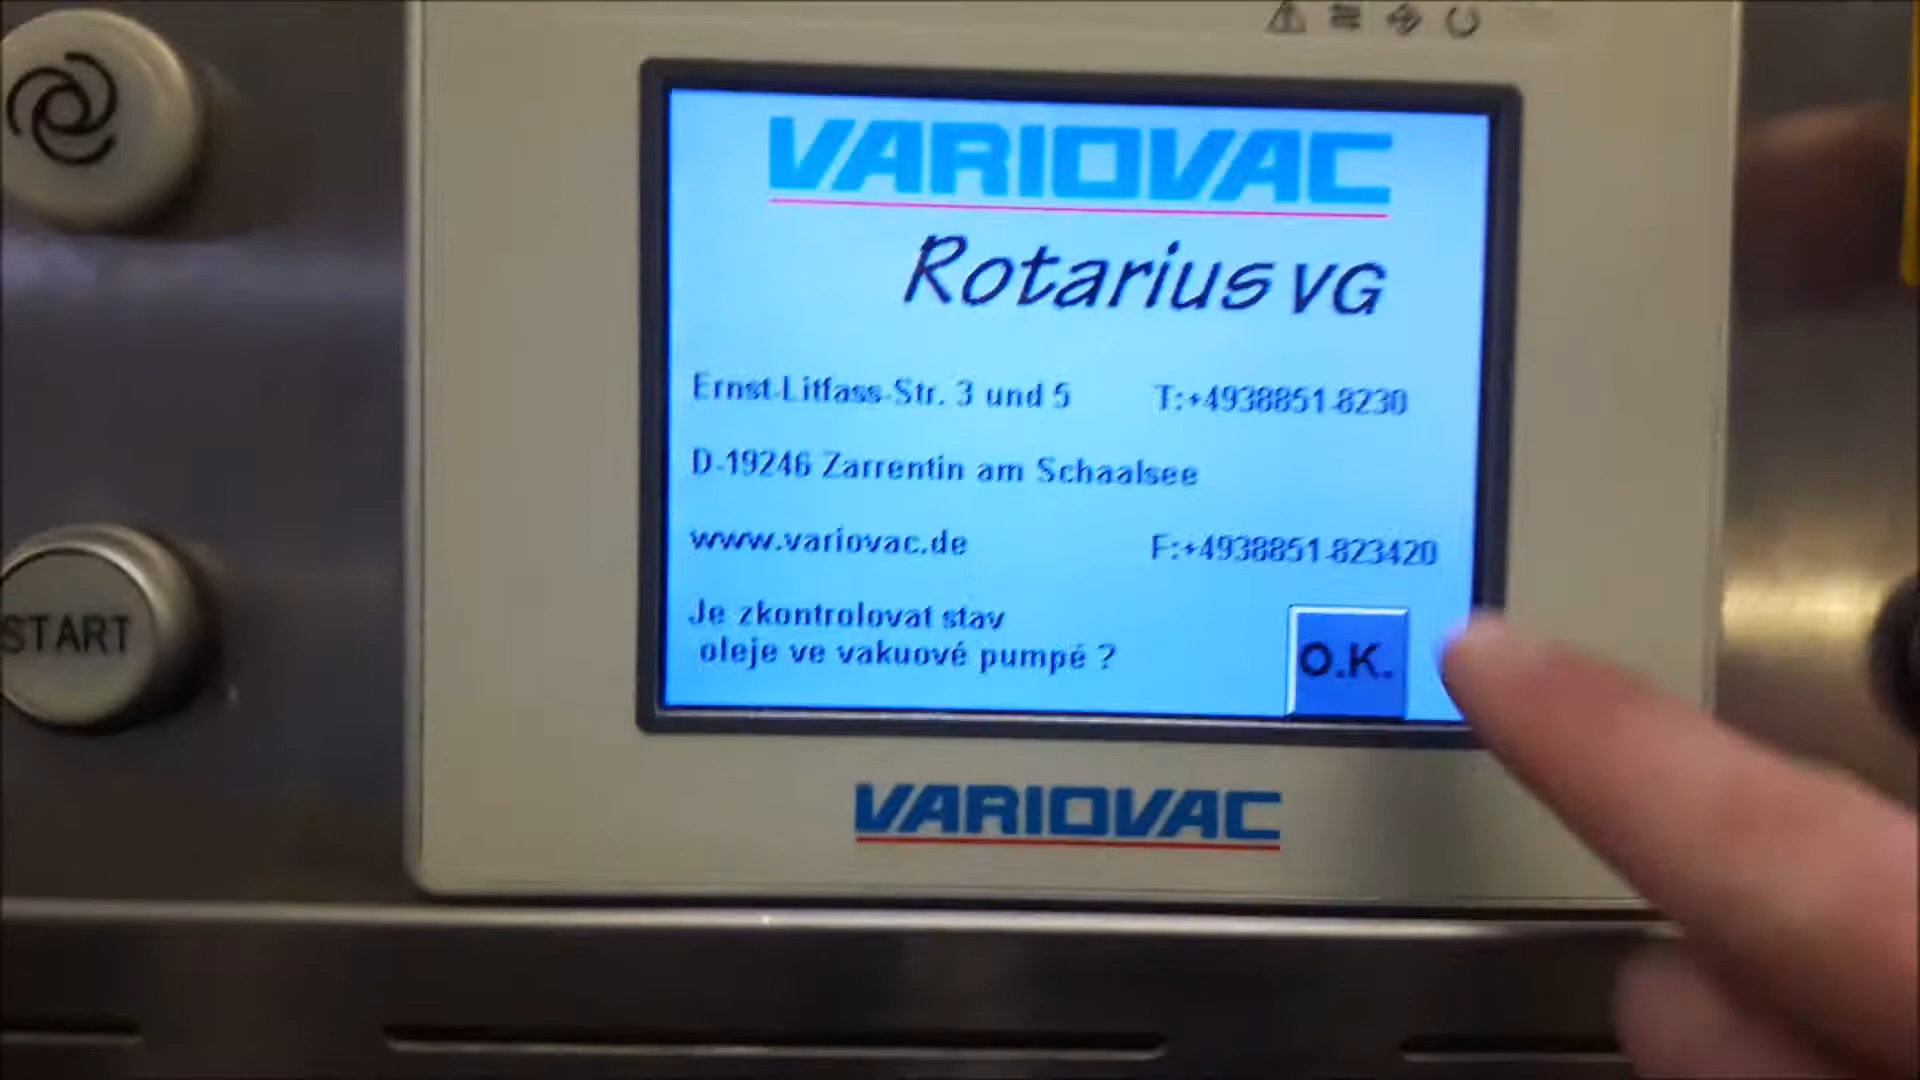 VARIOVAC
Rotarius VG
Ernst-Litfass-Str. 3 und 5 T:+4938851-8230
D-19246 Zarrentin am Schaalsee
www.variovac.de F:+4938851-823420
Je zkontrolovat stav
oleje ve vakuové pumpé ?
O.K.
START
VARIOVAC